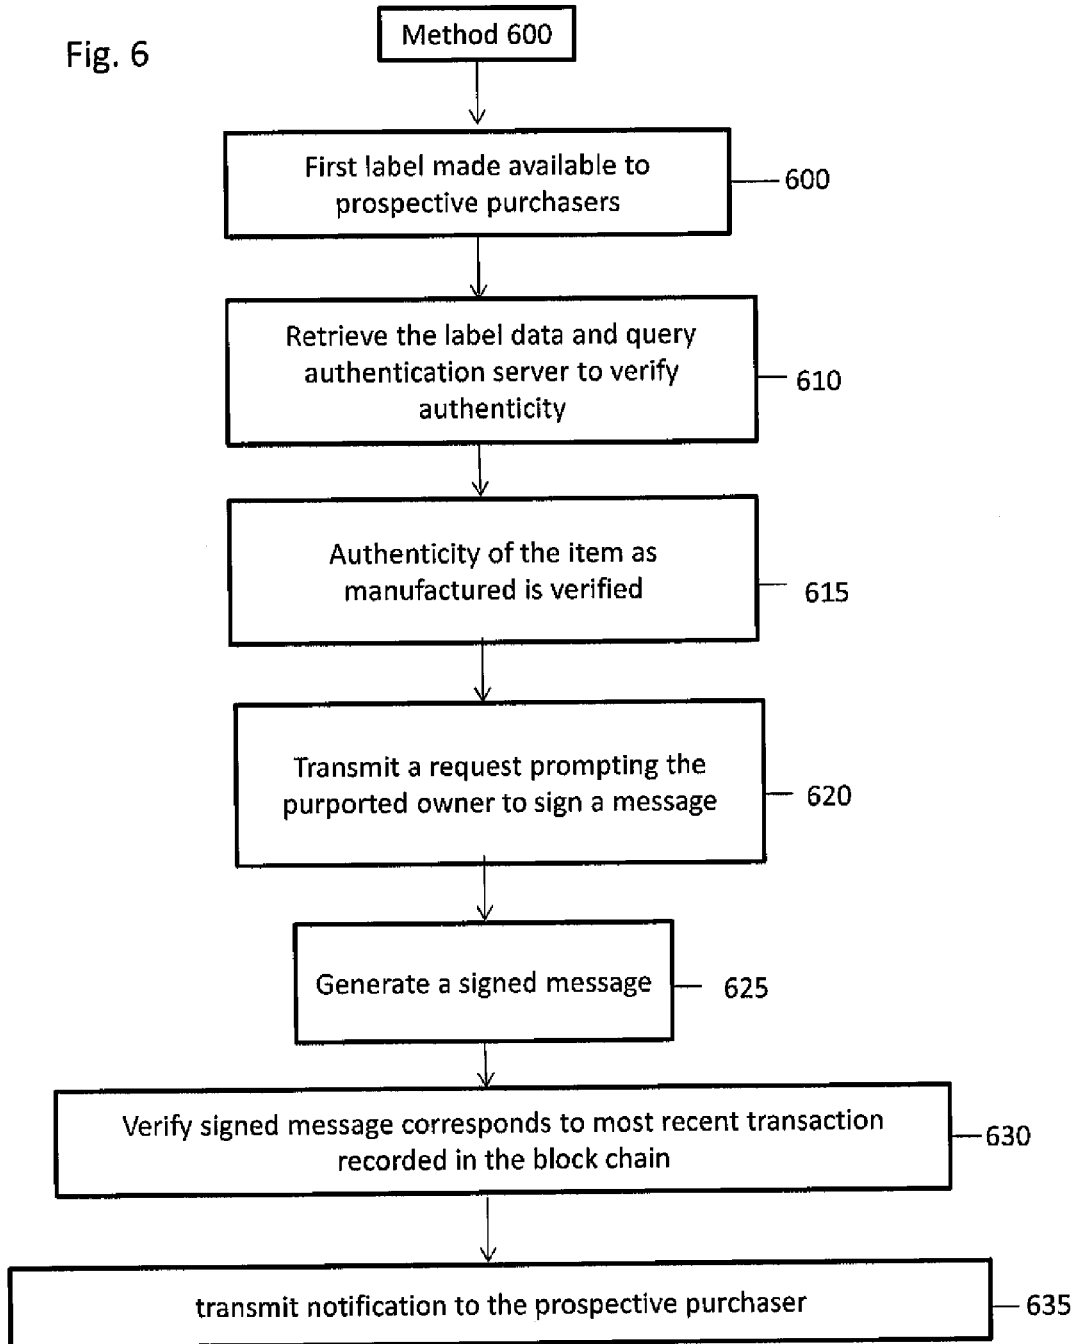 Fig. 6
Method 600
First label made available to
prospective purchasers
600
Retrieve the label data and query
authentication server to verify
authenticity
610
Authenticity of the item as
manufactured is verified
615
Transmit a request prompting the
purported owner to sign a message
620
Generate a signed message
625
Verify signed message corresponds to most recent transaction
recorded in the block chain
630
transmit notification to the prospective purchaser
635